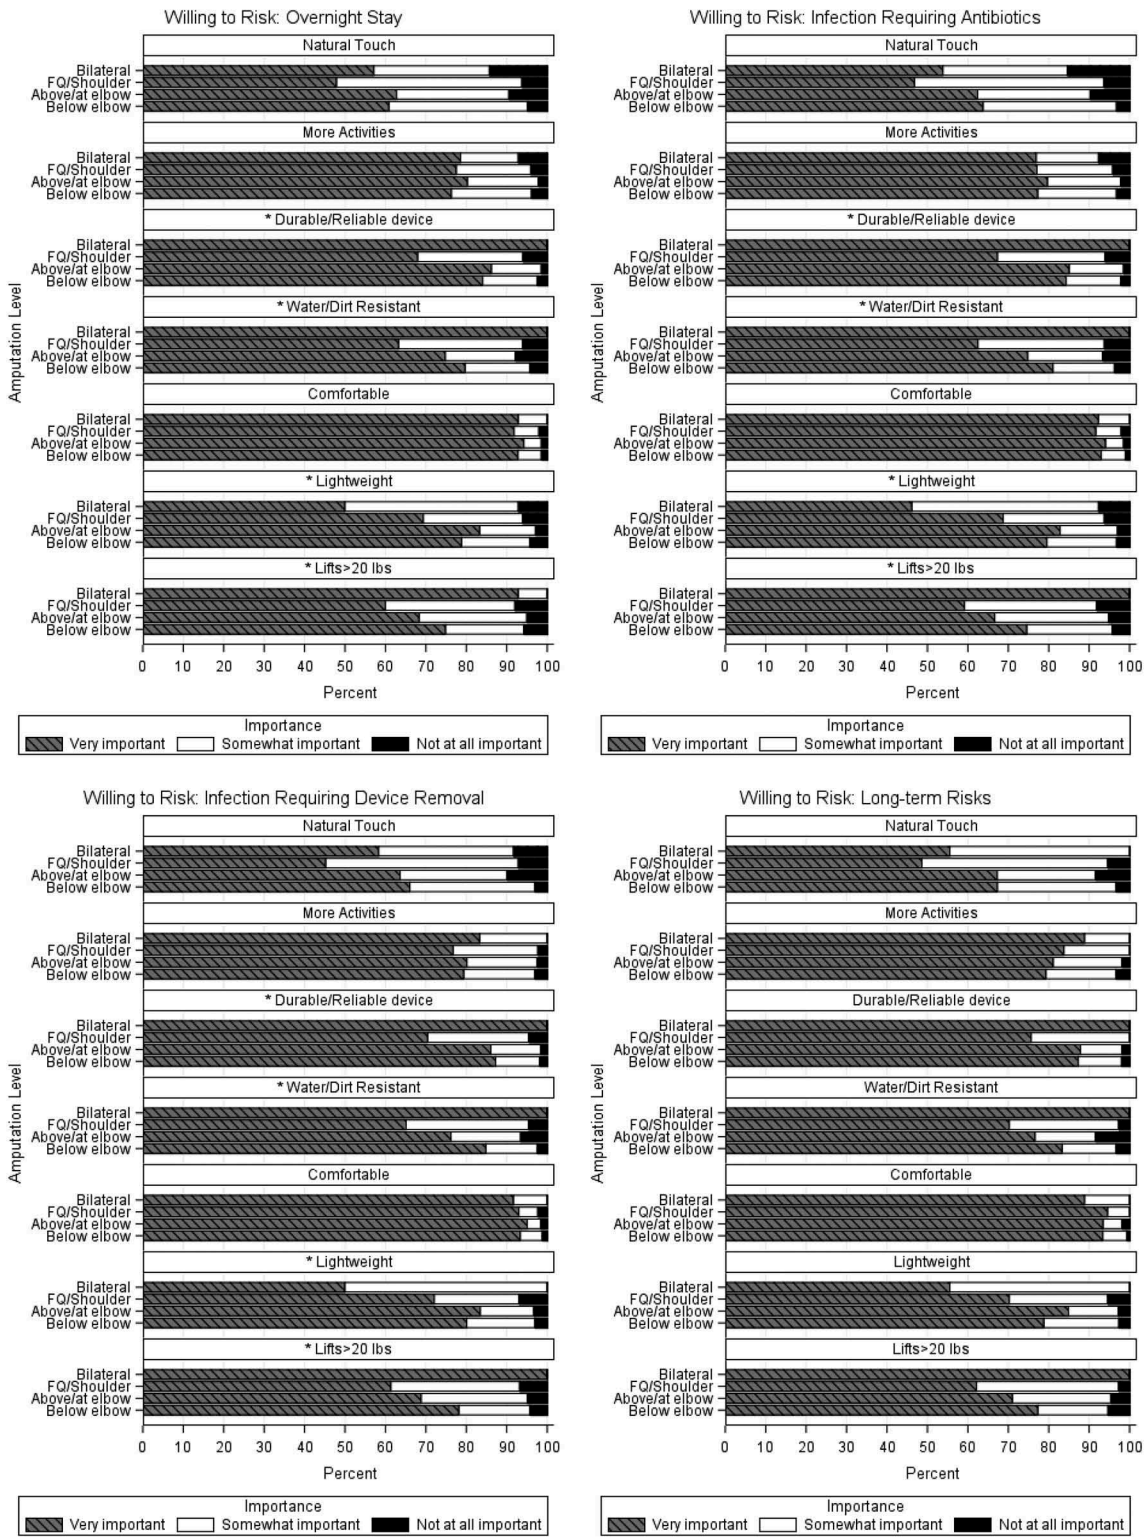 Willing to Risk: Overnight Stay
Amputation Level
Natural Touch
Bilateral
FQ/Shoulder
Above/at elbow
Below elbow
More Activities
Bilateral
FQ/Shoulder
Above/at elbow
Below elbow
* Durable/Reliable device
Bilateral
FQ/Shoulder
Above/at elbow
Below elbow
* Water/Dirt Resistant
Bilateral
FQ/Shoulder
Above/at elbow
Below elbow
Comfortable
Bilateral
FQ/Shoulder
Above/at elbow
Below elbow
* Lightweight
Bilateral
FQ/Shoulder
Above/at elbow
Below elbow
* Lifts>20 lbs
Bilateral
FQ/Shoulder
Above/at elbow
Below elbow
0 10 20 30 40 50 60 70 80 90 100
Percent
Importance
Very important Somewhat important Not at all important
Willing to Risk: Infection Requiring Antibiotics
Amputation Level
Natural Touch
Bilateral
FQ/Shoulder
Above/at elbow
Below elbow
More Activities
Bilateral
FQ/Shoulder
Above/at elbow
Below elbow
* Durable/Reliable device
Bilateral
FQ/Shoulder
Above/at elbow
Below elbow
* Water/Dirt Resistant
Bilateral
FQ/Shoulder
Above/at elbow
Below elbow
Comfortable
Bilateral
FQ/Shoulder
Above/at elbow
Below elbow
* Lightweight
Bilateral
FQ/Shoulder
Above/at elbow
Below elbow
* Lifts>20 lbs
Bilateral
FQ/Shoulder
Above/at elbow
Below elbow
0 10 20 30 40 50 60 70 80 90 100
Percent
Importance
Very important Somewhat important Not at all important
Willing to Risk: Infection Requiring Device Removal
Amputation Level
Natural Touch
Bilateral
FQ/Shoulder
Above/at elbow
Below elbow
More Activities
Bilateral
FQ/Shoulder
Above/at elbow
Below elbow
* Durable/Reliable device
Bilateral
FQ/Shoulder
Above/at elbow
Below elbow
* Water/Dirt Resistant
Bilateral
FQ/Shoulder
Above/at elbow
Below elbow
Comfortable
Bilateral
FQ/Shoulder
Above/at elbow
Below elbow
* Lightweight
Bilateral
FQ/Shoulder
Above/at elbow
Below elbow
* Lifts>20 lbs
Bilateral
FQ/Shoulder
Above/at elbow
Below elbow
0 10 20 30 40 50 60 70 80 90 100
Percent
Importance
Very important Somewhat important Not at all important
Willing to Risk: Long-term Risks
Amputation Level
Natural Touch
Bilateral
FQ/Shoulder
Above/at elbow
Below elbow
More Activities
Bilateral
FQ/Shoulder
Above/at elbow
Below elbow
Durable/Reliable device
Bilateral
FQ/Shoulder
Above/at elbow
Below elbow
Water/Dirt Resistant
Bilateral
FQ/Shoulder
Above/at elbow
Below elbow
Comfortable
Bilateral
FQ/Shoulder
Above/at elbow
Below elbow
Lightweight
Bilateral
FQ/Shoulder
Above/at elbow
Below elbow
Lifts>20 lbs
Bilateral
FQ/Shoulder
Above/at elbow
Below elbow
0 10 20 30 40 50 60 70 80 90 100
Percent
Importance
Very important Somewhat important Not at all important